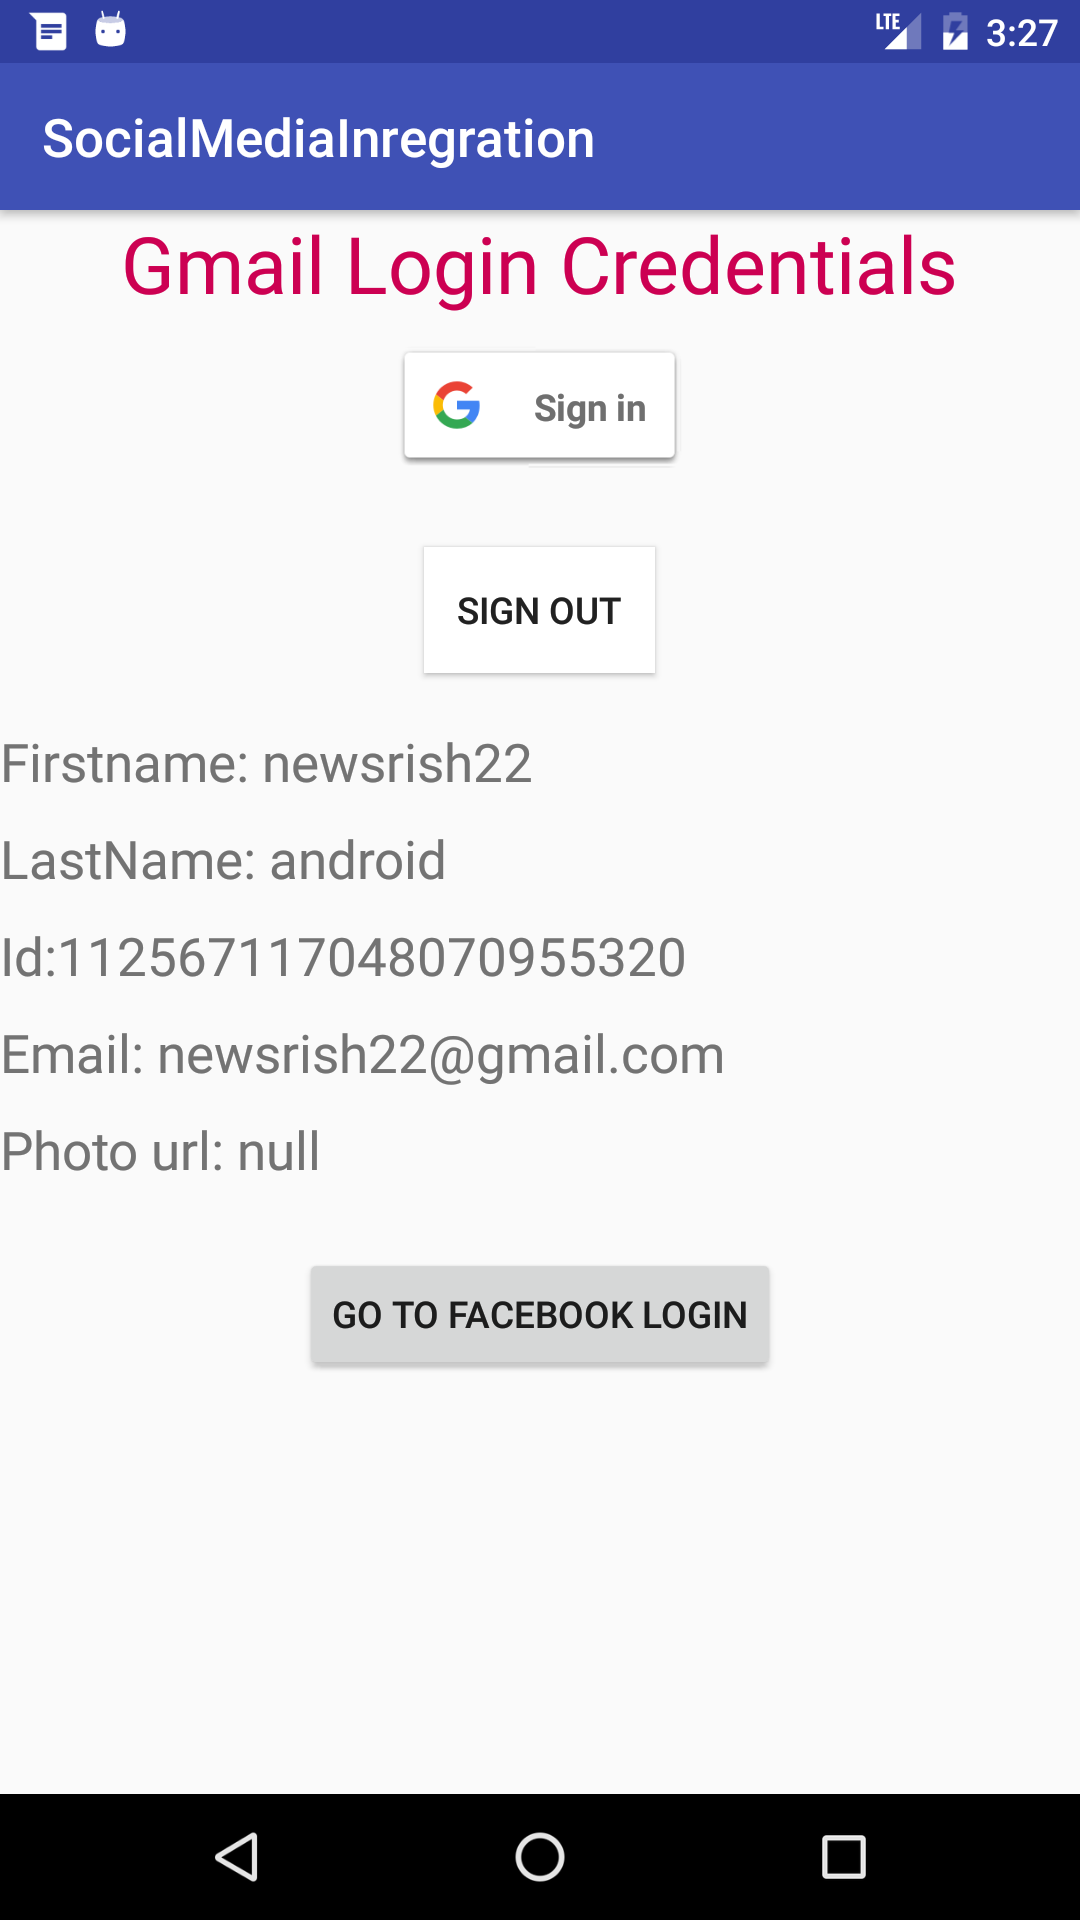 LTE 3:27
SocialMediaInregration
Gmail Login Credentials
Sign in
SIGN OUT
Firstname: newsrish22
LastName: android
Id:112567117048070955320
Email: newsrish22@gmail.com
Photo url: null
GO TO FACEBOOK LOGIN